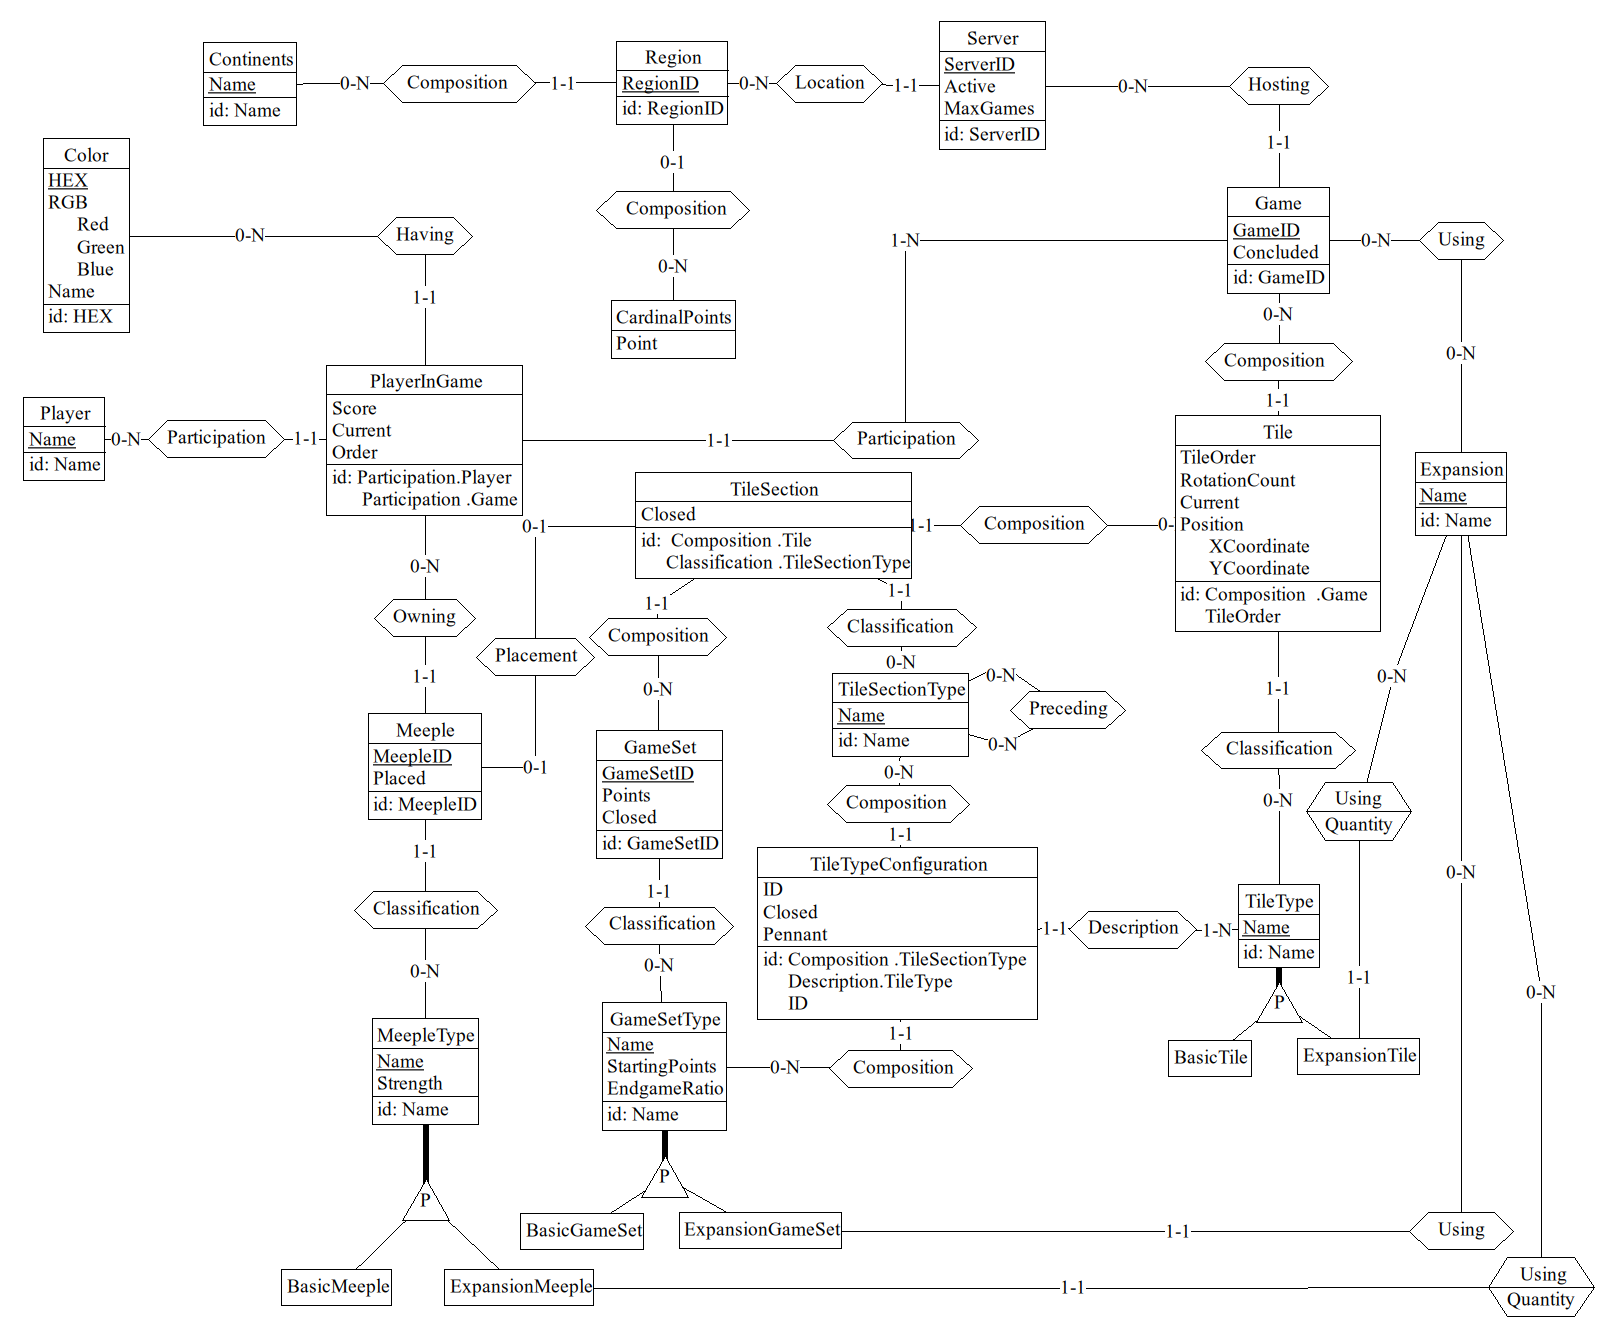 Continents
Name
id: Name
0-N
Composition
1-1
Region
RegionID
id: RegionID
0-N
Location
1-1
Server
ServerID
Active
MaxGames
id: ServerID
0-N
Hosting
1-1
Color
HEX
RGB
Red
Green
Blue
Name
id: HEX
0-N
Having
1-1
0-1
Composition
0-N
CardinalPoints
Point
Game
GameID
Concluded
id: GameID
1-N
0-N
Using
0-N
0-N
Composition
1-1
Player
Name
id: Name
0-N
Participation
1-1
PlayerInGame
Score
Current
Order
id: Participation.Player
Participation .Game
1-1
Participation
TileSection
Closed
id: Composition .Tile
Classification .TileSectionType
1-1
Composition
0-
Tile
TileOrder
RotationCount
Current
Position
XCoordinate
YCoordinate
id: Composition .Game
TileOrder
Expansion
Name
id: Name
0-1
Placement
0-1
0-N
Owning
1-1
1-1
Composition
0-N
1-1
Classification
0-N
TileSectionType
Name
id: Name
0-N
Preceding
0-N
1-1
Classification
0-N
0-N
Using
Quantity
1-1
Meeple
MeepleID
Placed
id: MeepleID
GameSet
GameSetID
Points
Closed
id: GameSetID
0-N
Composition
1-1
1-1
Classification
0-N
1-1
Classification
0-N
TileTypeConfiguration
ID
Closed
Pennant
id: Composition .TileSectionType
Description.TileType
ID
1-1
Description
1-N
TileType
Name
id: Name
P
BasicTile
ExpansionTile
0-N
0-N
MeepleType
Name
Strength
id: Name
GameSetType
Name
StartingPoints
EndgameRatio
id: Name
0-N
Composition
1-1
P
BasicMeeple
ExpansionMeeple
P
BasicGameSet
ExpansionGameSet
1-1
Using
1-1
Using
Quantity